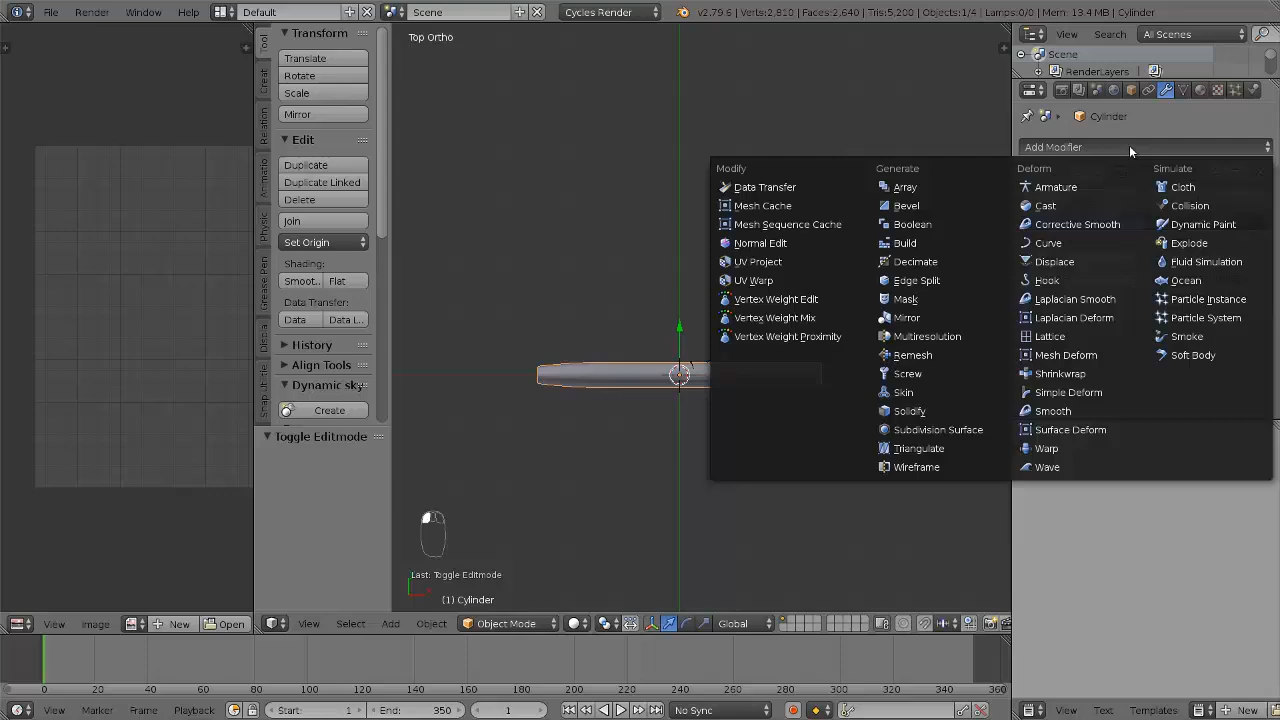 File Render Window Help Default Scene Cycles Render v2.79.6 | Verts:2,810 | Faces:2,640 | Tris:5,200 | Objects:1/4 | Lamps:0/0 | Mem: 13.4 MB | Cylinder
Transform
Translate
Rotate
Scale
Mirror
Edit
Duplicate
Duplicate Linked
Delete
Join
Set Origin
Shading:
Smoot.. Flat
Data Transfer:
Data Data L...
History
Align Tools
Dynamic sky
Create
Toggle Editmode
Tool
Creat
Relation
Animatio
Physic
Grease Pen
Displa
Top Ortho
Modify
Data Transfer
Mesh Cache
Mesh Sequence Cache
Normal Edit
UV Project
UV Warp
Vertex Weight Edit
Vertex Weight Mix
Vertex Weight Proximity
Generate
Array
Bevel
Boolean
Build
Decimate
Edge Split
Mask
Mirror
Multiresolution
Remesh
Screw
Skin
Solidify
Subdivision Surface
Triangulate
Wireframe
Deform
Armature
Cast
Corrective Smooth
Curve
Displace
Hook
Laplacian Smooth
Laplacian Deform
Lattice
Mesh Deform
Shrinkwrap
Simple Deform
Smooth
Surface Deform
Warp
Wave
Simulate
Cloth
Collision
Dynamic Paint
Explode
Fluid Simulation
Ocean
Particle Instance
Particle System
Smoke
Soft Body
Last: Toggle Editmode
(1) Cylinder
View Search All Scenes
Scene
RenderLayers
Cylinder
Add Modifier
View Image New Open
View Select Add Object Object Mode Global
0 20 40 60 80 100 120 140 160 180 200 220 240 260 280 300 320 340 360
View Marker Frame Playback Start: 1 End: 350 1 No Sync
View Text Templates New